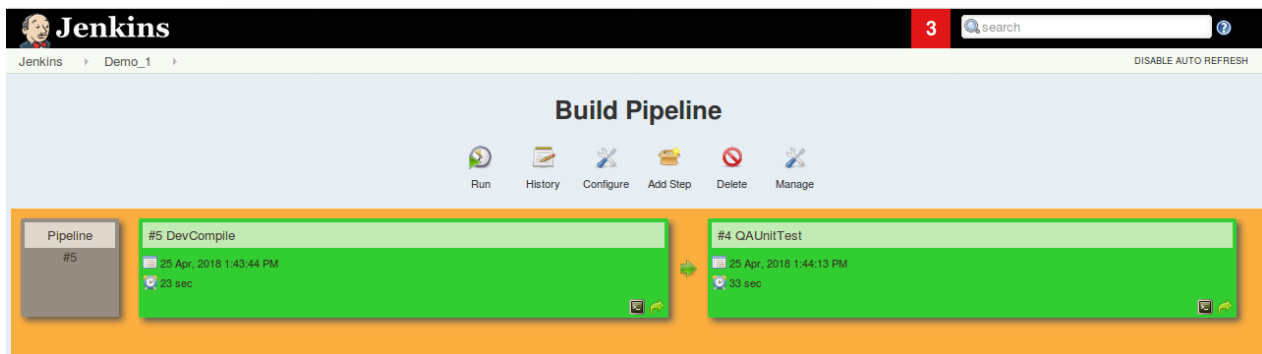 Jenkins
3
search
Jenkins
Demo_1
DISABLE AUTO REFRESH
Build Pipeline
Run
History
Configure
Add Step
Delete
Manage
Pipeline
#5
#5 DevCompile
25 Apr, 2018 1:43:44 PM
23 sec
#4 QAUnitTest
25 Apr, 2018 1:44:13 PM
33 sec